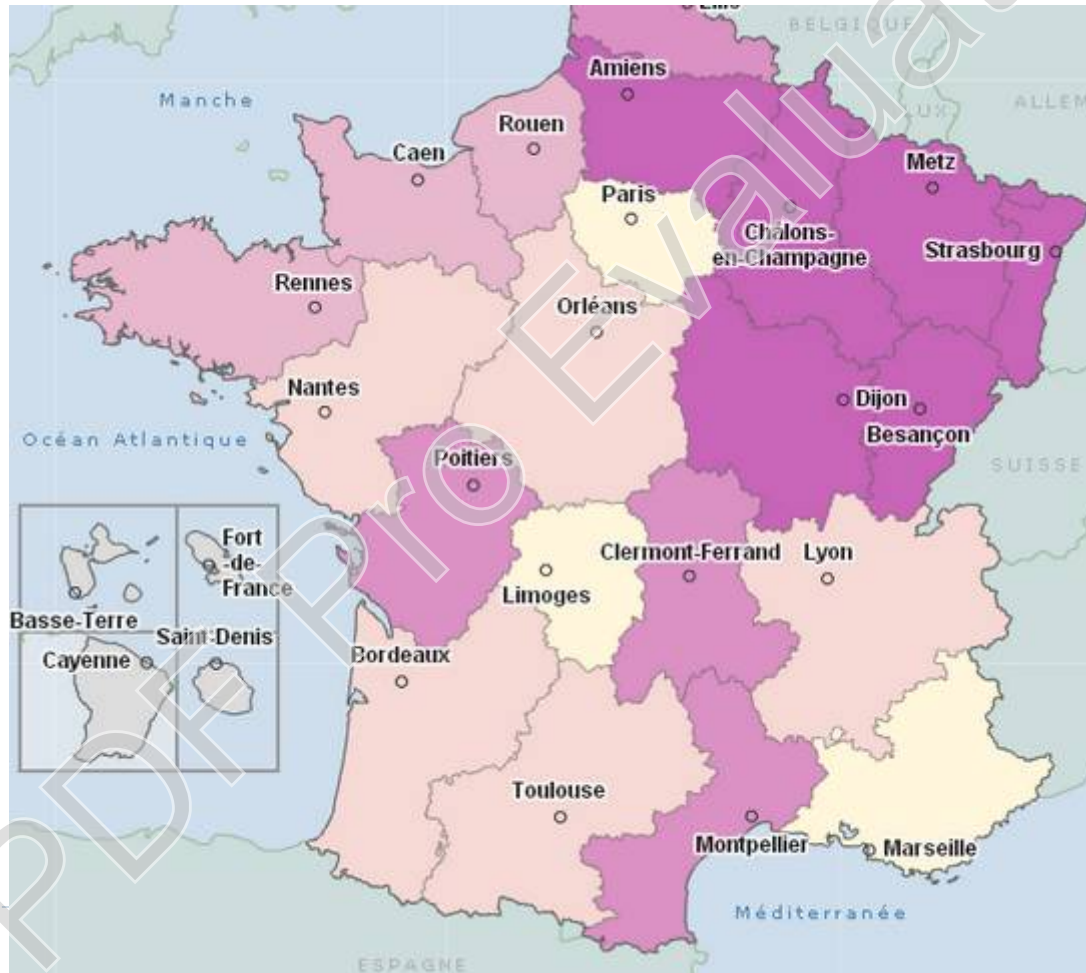 BELGIQUE
Amiens
Manche
ALLEM
LUX
Rouen
Caen
Metz
Paris
Châlons-
en-Champagne
Strasbourg
Rennes
Orléans
Nantes
Dijon
Besançon
Océan Atlantique
Poitiers
SUISSE
Fort
-de-
France
Clermont-Ferrand
Lyon
Limoges
Basse-Terre
Saint-Denis
Cayenne
Bordeaux
Toulouse
Montpellier
Marseille
Méditerranée
ESPAGNE
PDF Pro Evalua